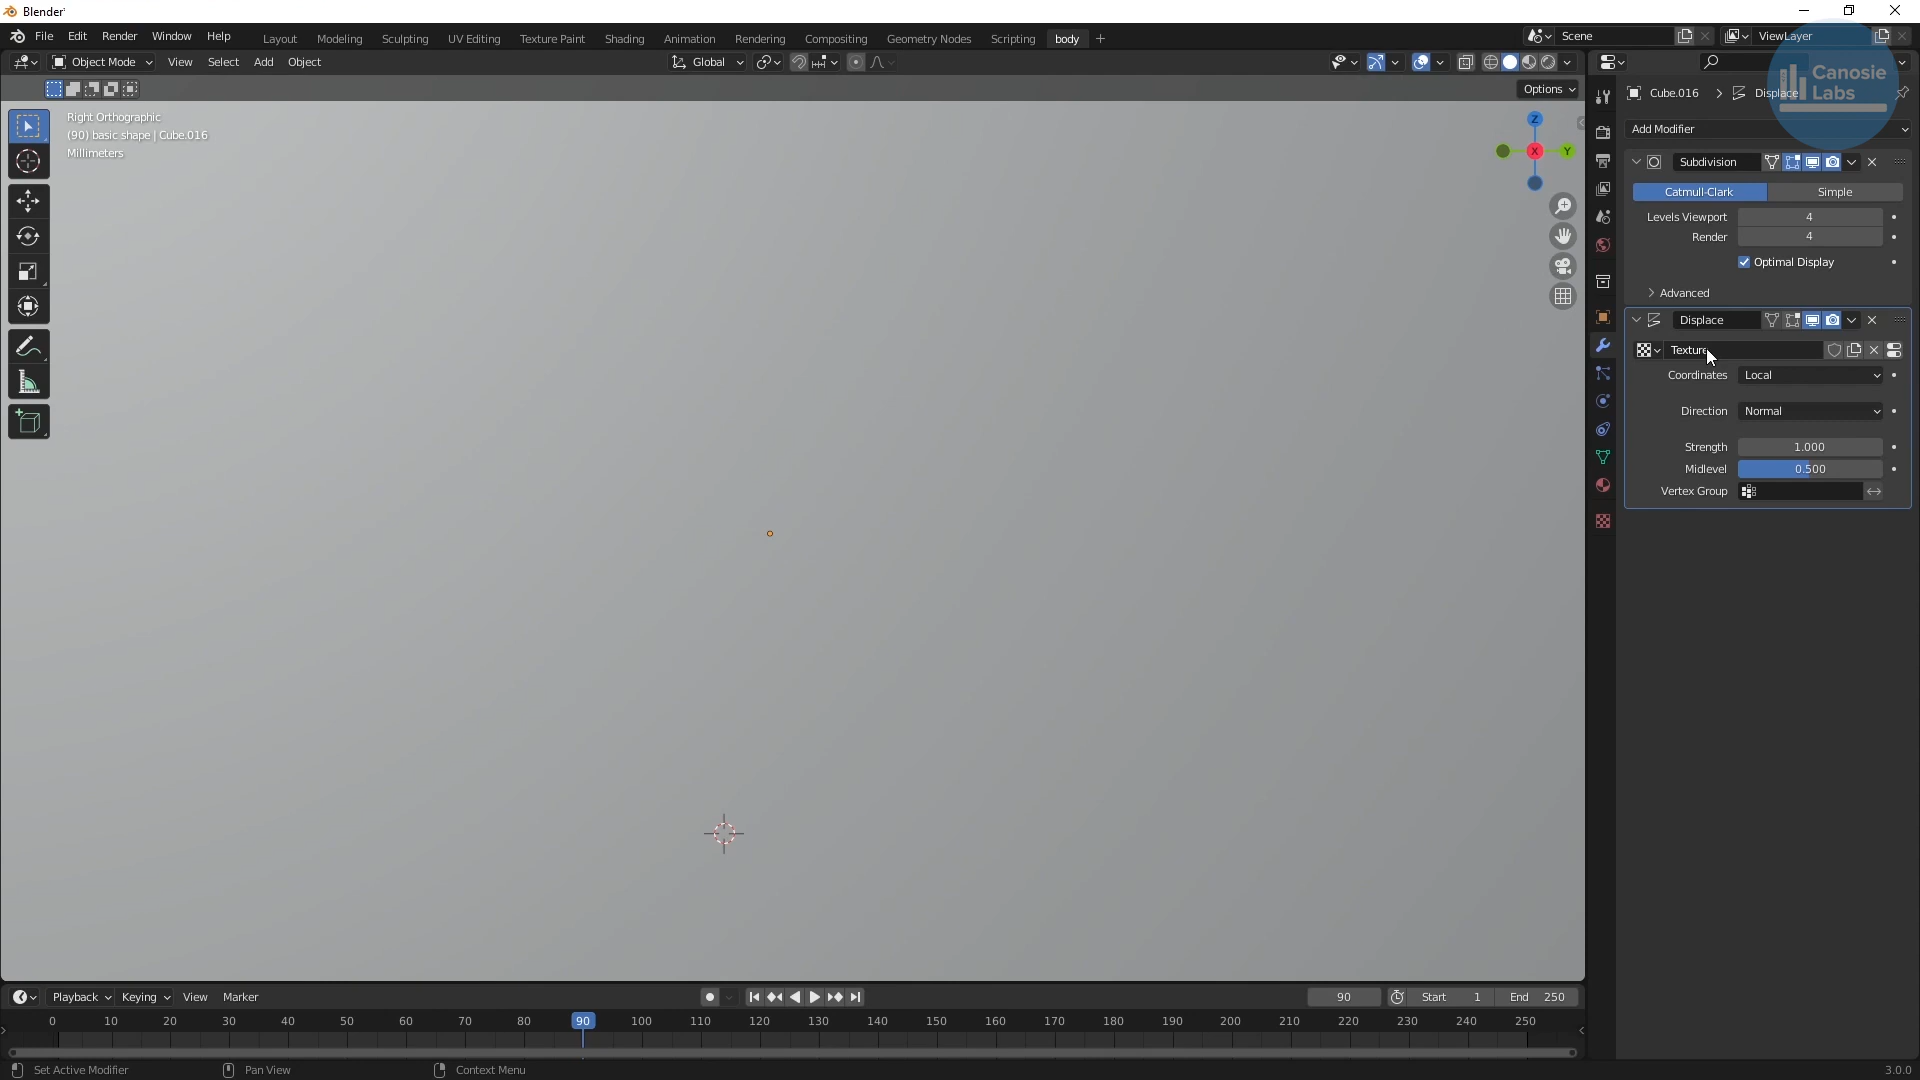 Blender
File Edit Render Window Help Layout Modeling Sculpting UV Editing Texture Paint Shading Animation Rendering Compositing Geometry Nodes Scripting body + Scene ViewLayer
Object Mode View Select Add Object Global
Options
Canosie
Labs
Right Orthographic
(90) basic shape | Cube.016
Millimeters
Z
X
Y
Cube.016 > Displace
Add Modifier
Subdivision
Catmull-Clark Simple
Levels Viewport 4
Render 4
Optimal Display
Advanced
Displace
Texture
Coordinates Local
Direction Normal
Strength 1.000
Midlevel 0.500
Vertex Group
Playback Keying View Marker 90 Start 1 End 250
0 10 20 30 40 50 60 70 80 90 100 110 120 130 140 150 160 170 180 190 200 210 220 230 240 250
Set Active Modifier Pan View Context Menu 3.0.0